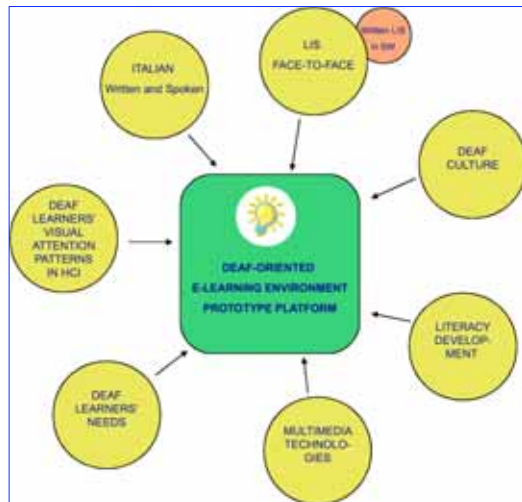 Written LIS
in SW
LIS
FACE-TO-FACE
ITALIAN
Written and Spoken
DEAF
CULTURE
DEAF
LEARNERS'
VISUAL
ATTENTION
PATTERNS
IN HCI
DEAF-ORIENTED
E-LEARNING ENVIRONMENT
PROTOTYPE PLATFORM
LITERACY
DEVELOP-
MENT
DEAF
LEARNERS'
NEEDS
MULTIMEDIA
TECHNOLO-
GIES